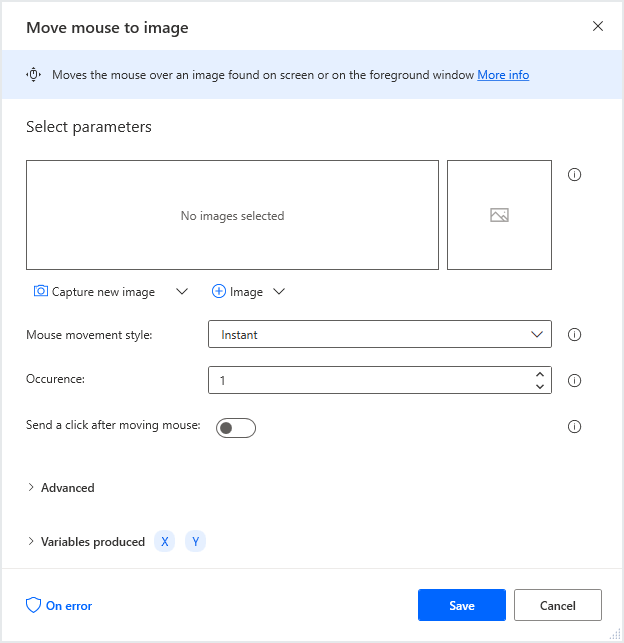 Move mouse to image
Moves the mouse over an image found on screen or on the foreground window More info
Select parameters
No images selected
Capture new image
Image
Mouse movement style:
Instant
Occurence:
1
Send a click after moving mouse:
Advanced
Variables produced X Y
On error
Save
Cancel